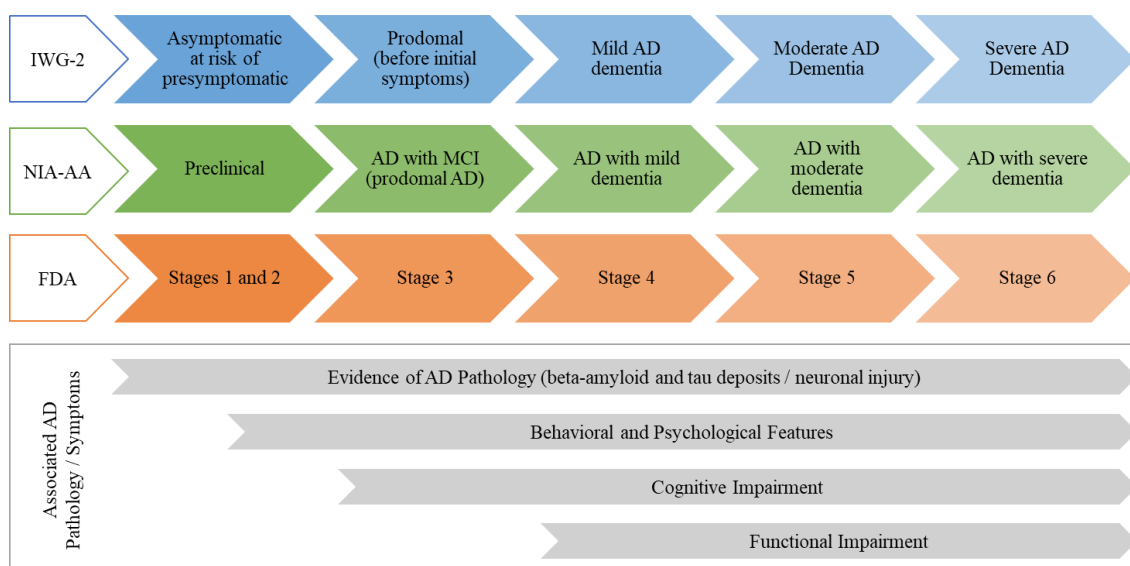 IWG-2
Asymptomatic
at risk of
presymptomatic
Prodomal
(before initial
symptoms)
Mild AD
dementia
Moderate AD
Dementia
Severe AD
Dementia
NIA-AA
Preclinical
AD with MCI
(prodomal AD)
AD with mild
dementia
AD with
moderate
dementia
AD with severe
dementia
FDA
Stages 1 and 2
Stage 3
Stage 4
Stage 5
Stage 6
Associated AD
Pathology / Symptoms
Evidence of AD Pathology (beta-amyloid and tau deposits / neuronal injury)
Behavioral and Psychological Features
Cognitive Impairment
Functional Impairment